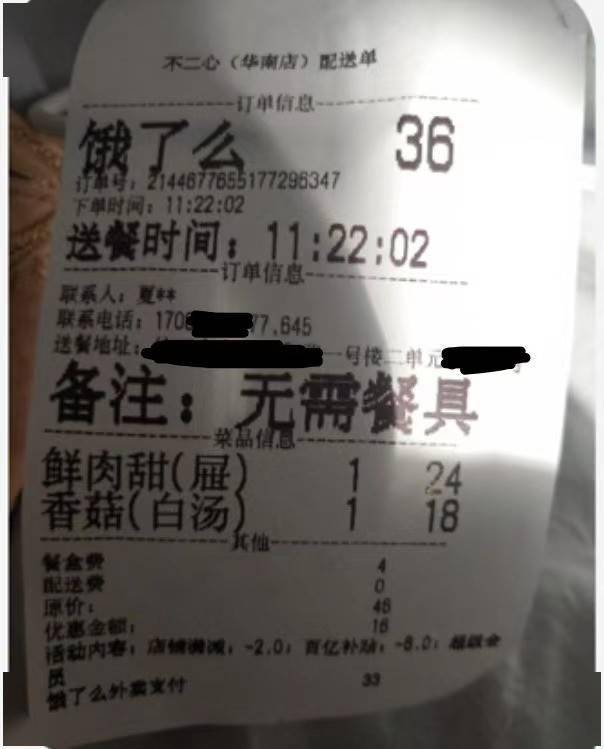 不二心（华南店）配送单
订单信息
饿了么 36
订单号：2144677655177296347
下单时间：11:22:02
送餐时间：11:22:02
订单信息
联系人：夏**
联系电话：170 77,645
送餐地址： 一号楼二单元
备注：无需餐具
菜品信息
鲜肉甜(屉) 1 24
香菇(白汤) 1 18
其他
餐盒费 4
配送费 0
原价： 46
优惠金额： 16
活动内容：店铺满减，-2.0；百亿补贴，-6.0；超级会
员
饿了么外卖支付 33